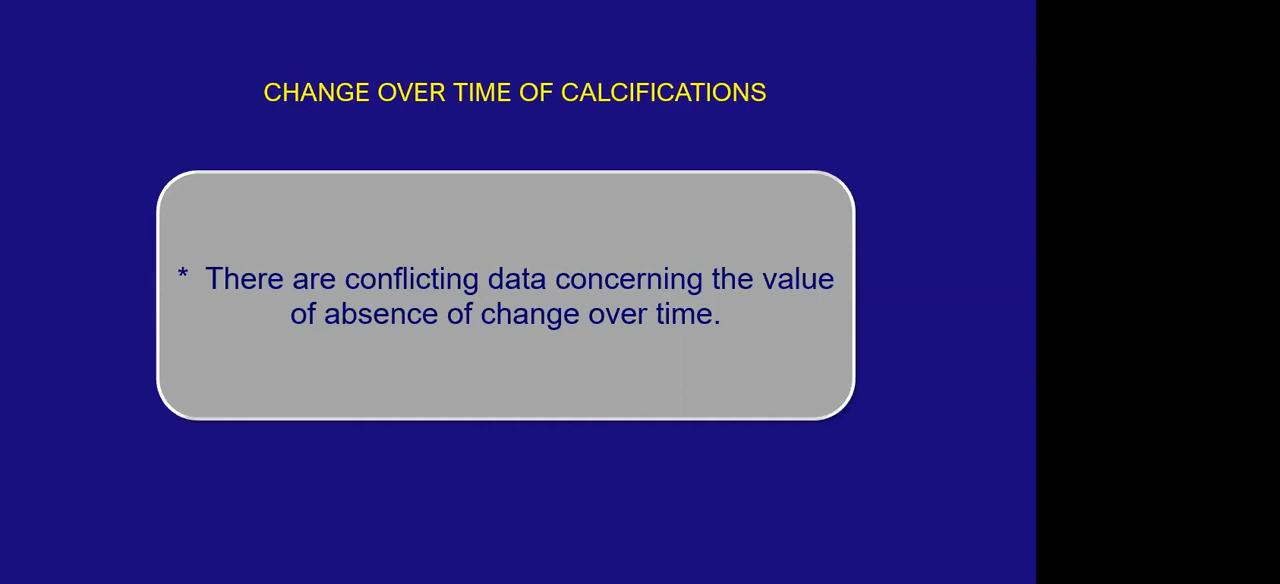 CHANGE OVER TIME OF CALCIFICATIONS
* There are conflicting data concerning the value
of absence of change over time.